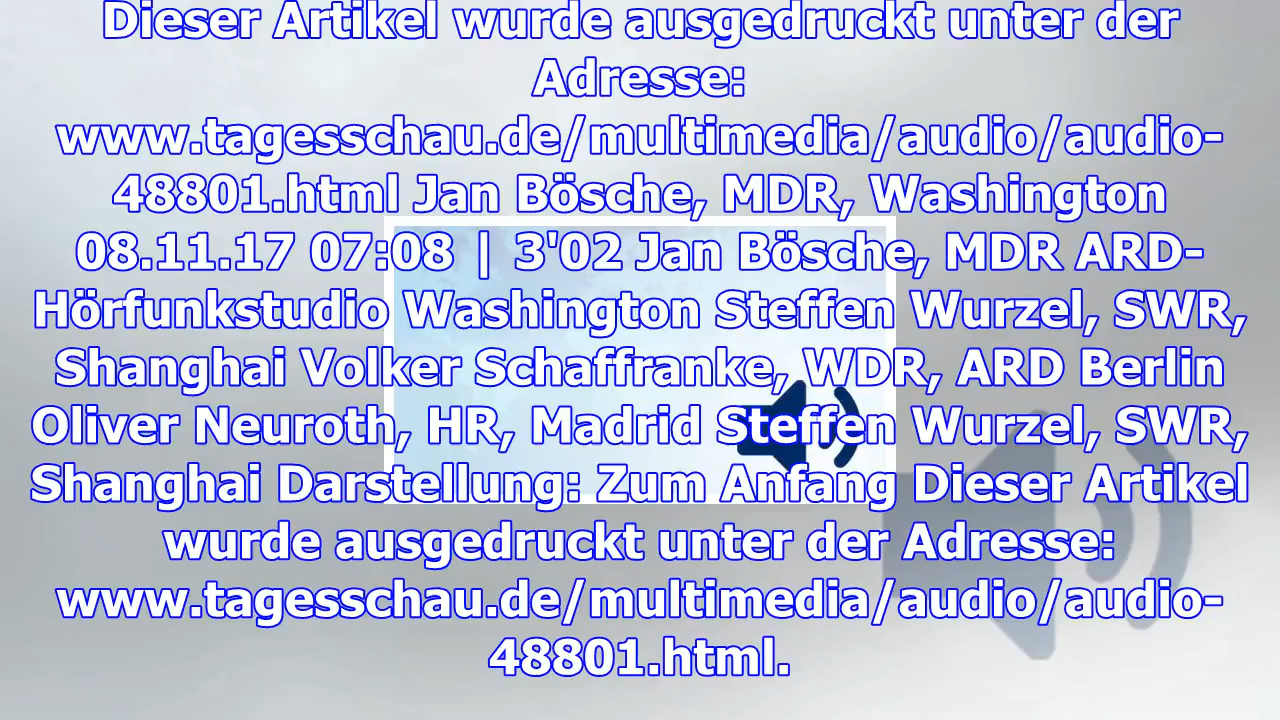 Dieser Artikel wurde ausgedruckt unter der
Adresse:
www.tagesschau.de/multimedia/audio/audio-
48801.html Jan Bösche, MDR, Washington
08.11.17 07:08 | 3'02 Jan Bösche, MDR ARD-
Hörfunkstudio Washington Steffen Wurzel, SWR,
Shanghai Volker Schaffranke, WDR, ARD Berlin
Oliver Neuroth, HR, Madrid Steffen Wurzel, SWR,
Shanghai Darstellung: Zum Anfang Dieser Artikel
wurde ausgedruckt unter der Adresse:
www.tagesschau.de/multimedia/audio/audio-
48801.html.